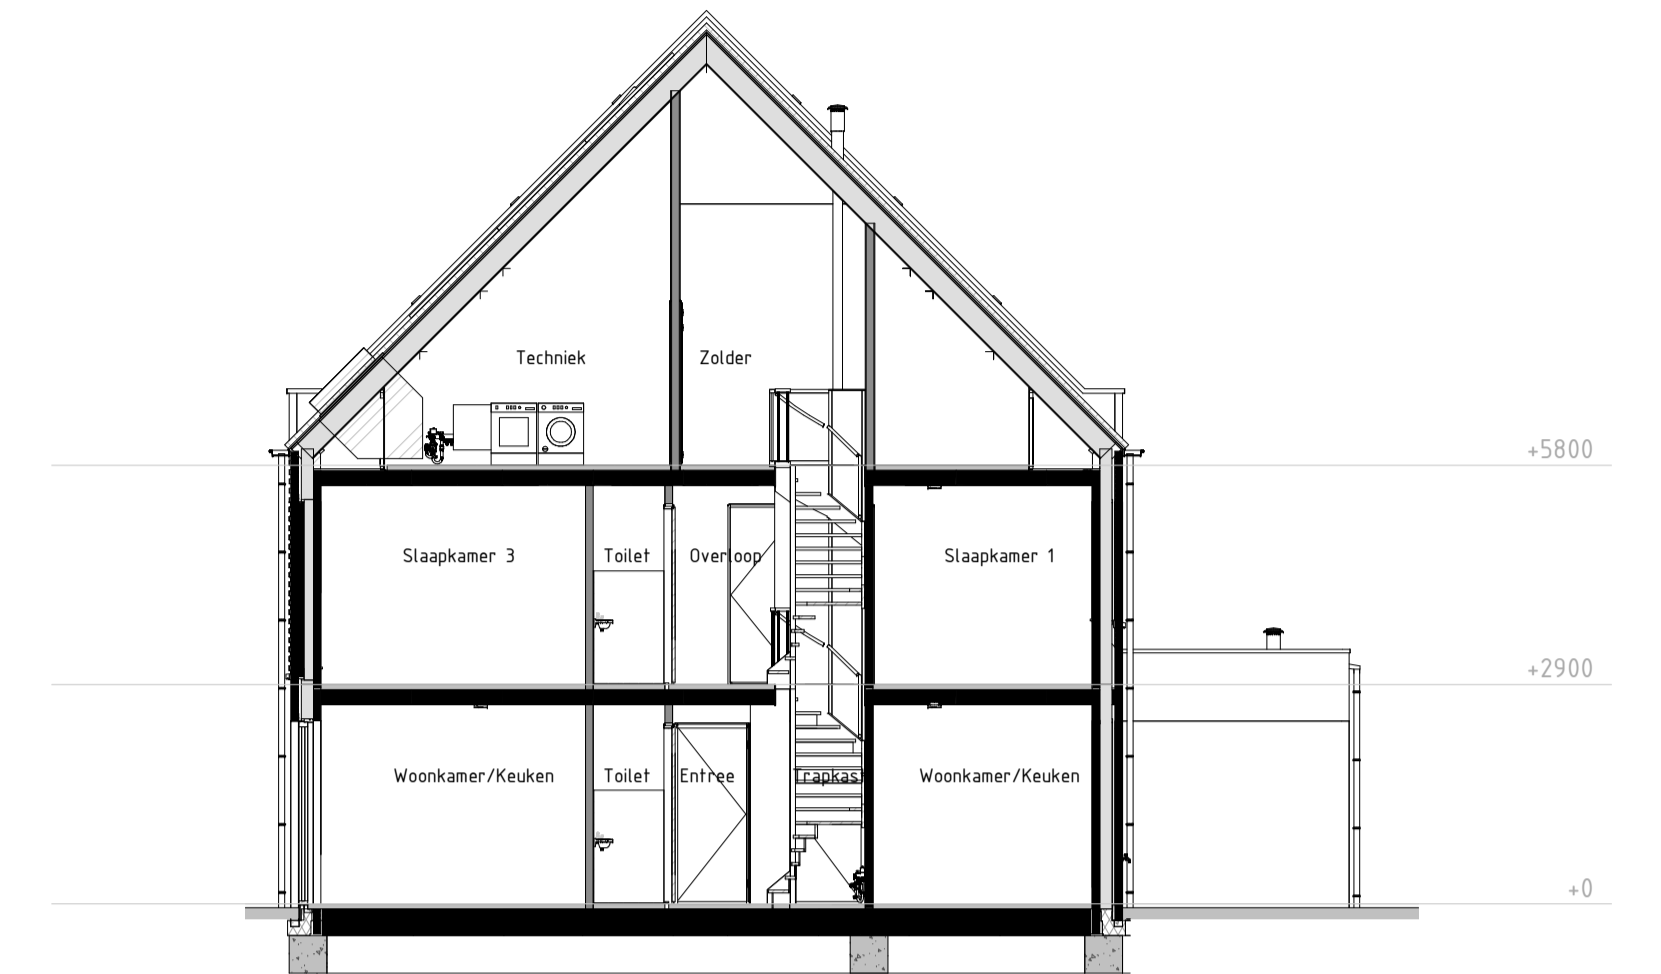 Techniek
Zolder
+5800
Slaapkamer 3
Toilet
Overloop
Slaapkamer 1
+2900
Woonkamer/Keuken
Toilet
Entree
Trapkast
Woonkamer/Keuken
+0